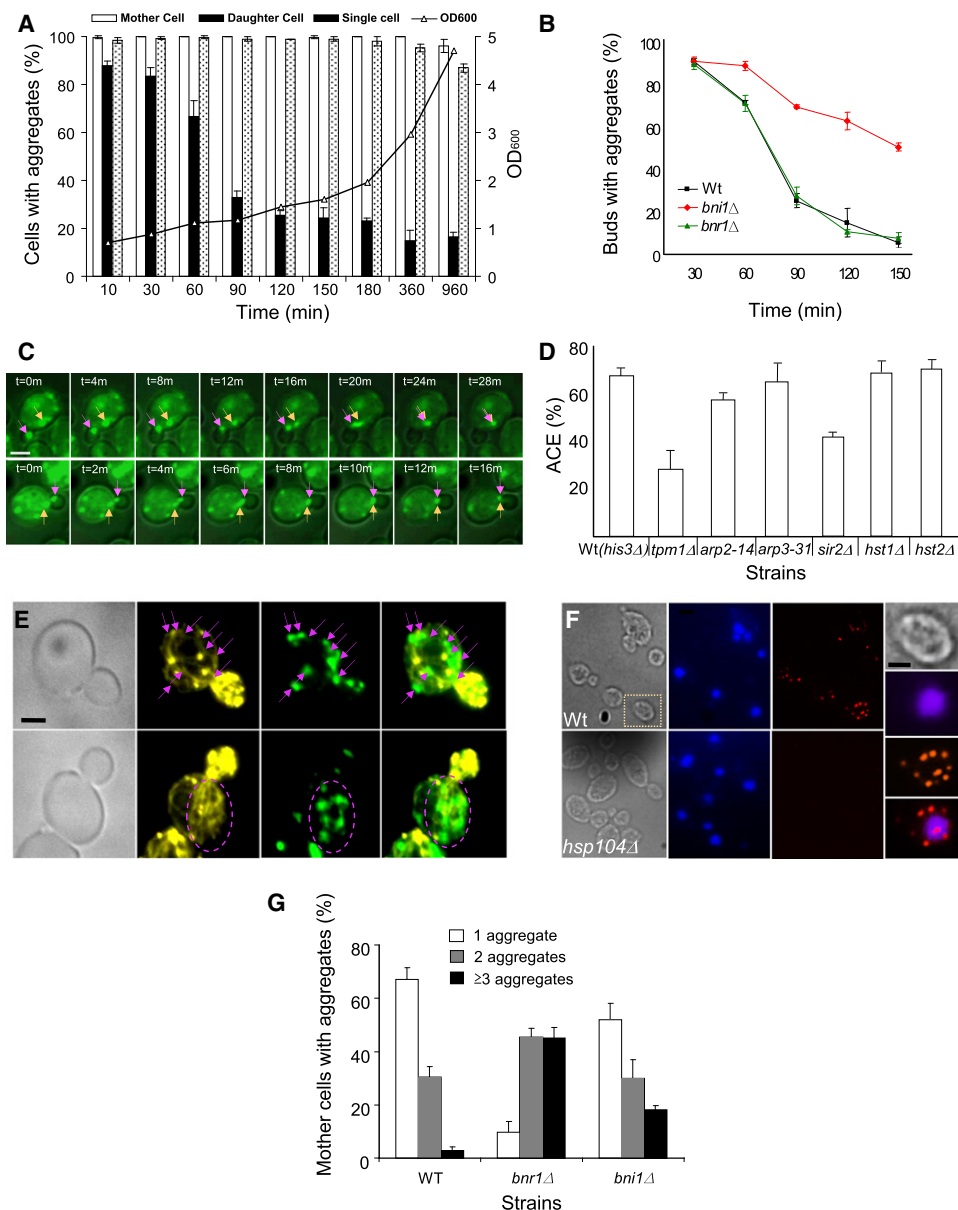 A
Mother Cell Daughter Cell Single cell OD600
Cells with aggregates (%)
100
80
60
40
20
0
5
4
3
2
1
0
OD600
10 30 60 90 120 150 180 360 960
Time (min)
B
Buds with aggregates (%)
100
80
60
40
20
0
Wt
bni1Δ
bnr1Δ
30 60 90 120 150
Time (min)
C
t=0m t=4m t=8m t=12m t=16m t=20m t=24m t=28m
t=0m t=2m t=4m t=6m t=8m t=10m t=12m t=16m
D
ACE (%)
80
60
40
20
Wt(his3Δ) tpm1Δ arp2-14 arp3-31 sir2Δ hst1Δ hst2Δ
Strains
E
F
Wt
hsp104Δ
G
Mother cells with aggregates (%)
80
60
40
20
0
1 aggregate
2 aggregates
≥3 aggregates
WT bnr1Δ bni1Δ
Strains